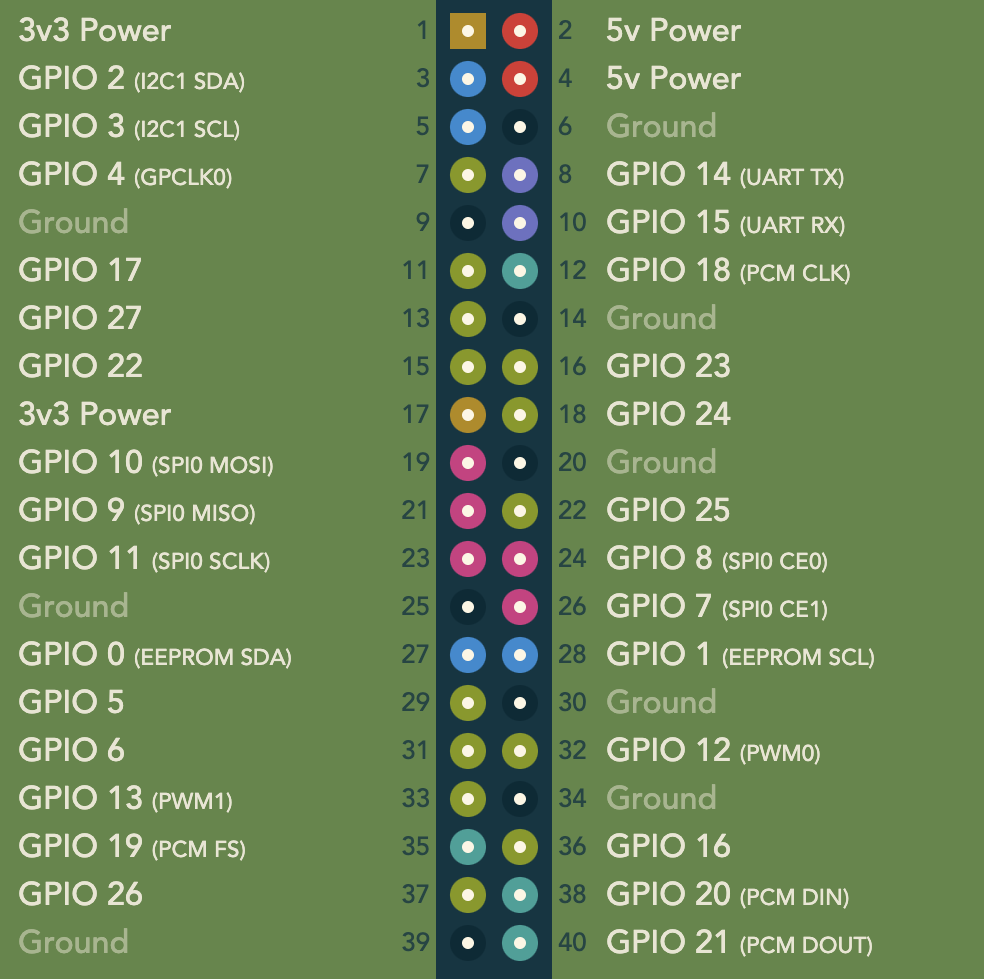 3v3 Power 1 2 5v Power
GPIO 2 (I2C1 SDA) 3 4 5v Power
GPIO 3 (I2C1 SCL) 5 6 Ground
GPIO 4 (GPCLK0) 7 8 GPIO 14 (UART TX)
Ground 9 10 GPIO 15 (UART RX)
GPIO 17 11 12 GPIO 18 (PCM CLK)
GPIO 27 13 14 Ground
GPIO 22 15 16 GPIO 23
3v3 Power 17 18 GPIO 24
GPIO 10 (SPI0 MOSI) 19 20 Ground
GPIO 9 (SPI0 MISO) 21 22 GPIO 25
GPIO 11 (SPI0 SCLK) 23 24 GPIO 8 (SPI0 CE0)
Ground 25 26 GPIO 7 (SPI0 CE1)
GPIO 0 (EEPROM SDA) 27 28 GPIO 1 (EEPROM SCL)
GPIO 5 29 30 Ground
GPIO 6 31 32 GPIO 12 (PWM0)
GPIO 13 (PWM1) 33 34 Ground
GPIO 19 (PCM FS) 35 36 GPIO 16
GPIO 26 37 38 GPIO 20 (PCM DIN)
Ground 39 40 GPIO 21 (PCM DOUT)